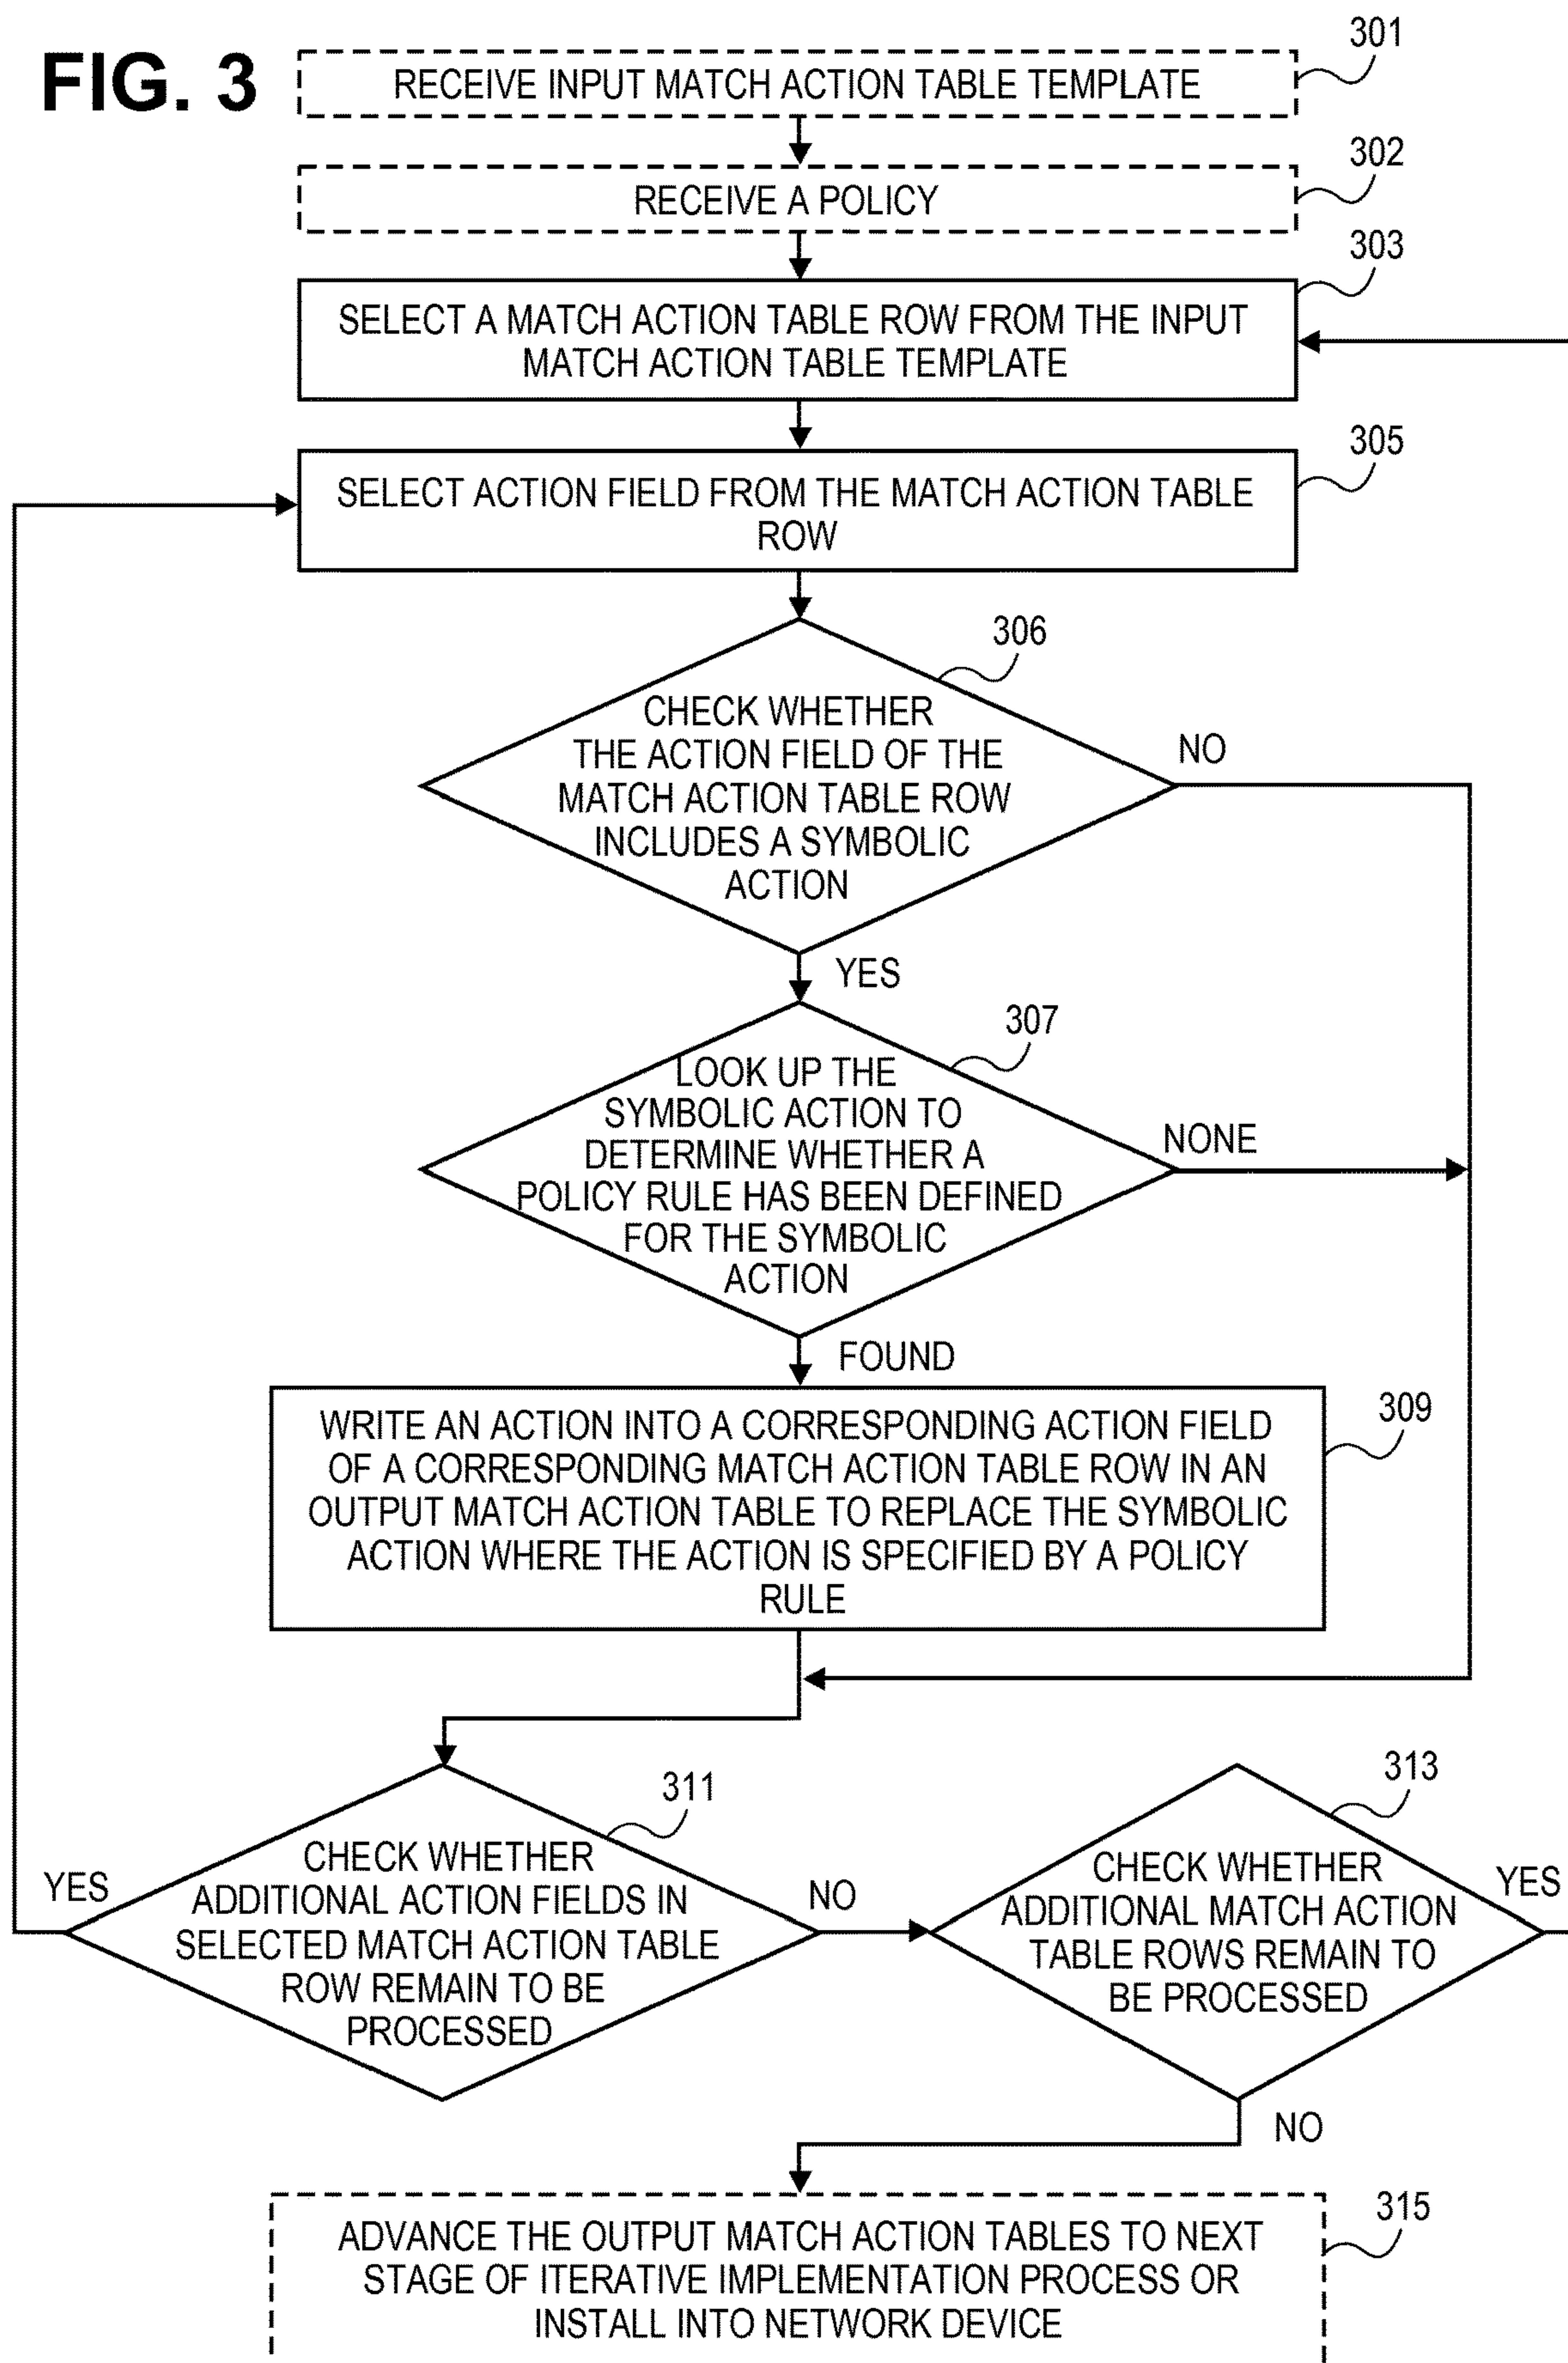 FIG. 3
301
RECEIVE INPUT MATCH ACTION TABLE TEMPLATE
302
RECEIVE A POLICY
303
SELECT A MATCH ACTION TABLE ROW FROM THE INPUT
MATCH ACTION TABLE TEMPLATE
305
SELECT ACTION FIELD FROM THE MATCH ACTION TABLE
ROW
306
CHECK WHETHER
THE ACTION FIELD OF THE
MATCH ACTION TABLE ROW
INCLUDES A SYMBOLIC
ACTION
NO
YES
307
LOOK UP THE
SYMBOLIC ACTION TO
DETERMINE WHETHER A
POLICY RULE HAS BEEN DEFINED
FOR THE SYMBOLIC
ACTION
NONE
FOUND
309
WRITE AN ACTION INTO A CORRESPONDING ACTION FIELD
OF A CORRESPONDING MATCH ACTION TABLE ROW IN AN
OUTPUT MATCH ACTION TABLE TO REPLACE THE SYMBOLIC
ACTION WHERE THE ACTION IS SPECIFIED BY A POLICY
RULE
311
CHECK WHETHER
ADDITIONAL ACTION FIELDS IN
SELECTED MATCH ACTION TABLE
ROW REMAIN TO BE
PROCESSED
YES
NO
313
CHECK WHETHER
ADDITIONAL MATCH ACTION
TABLE ROWS REMAIN TO
BE PROCESSED
YES
NO
315
ADVANCE THE OUTPUT MATCH ACTION TABLES TO NEXT
STAGE OF ITERATIVE IMPLEMENTATION PROCESS OR
INSTALL INTO NETWORK DEVICE